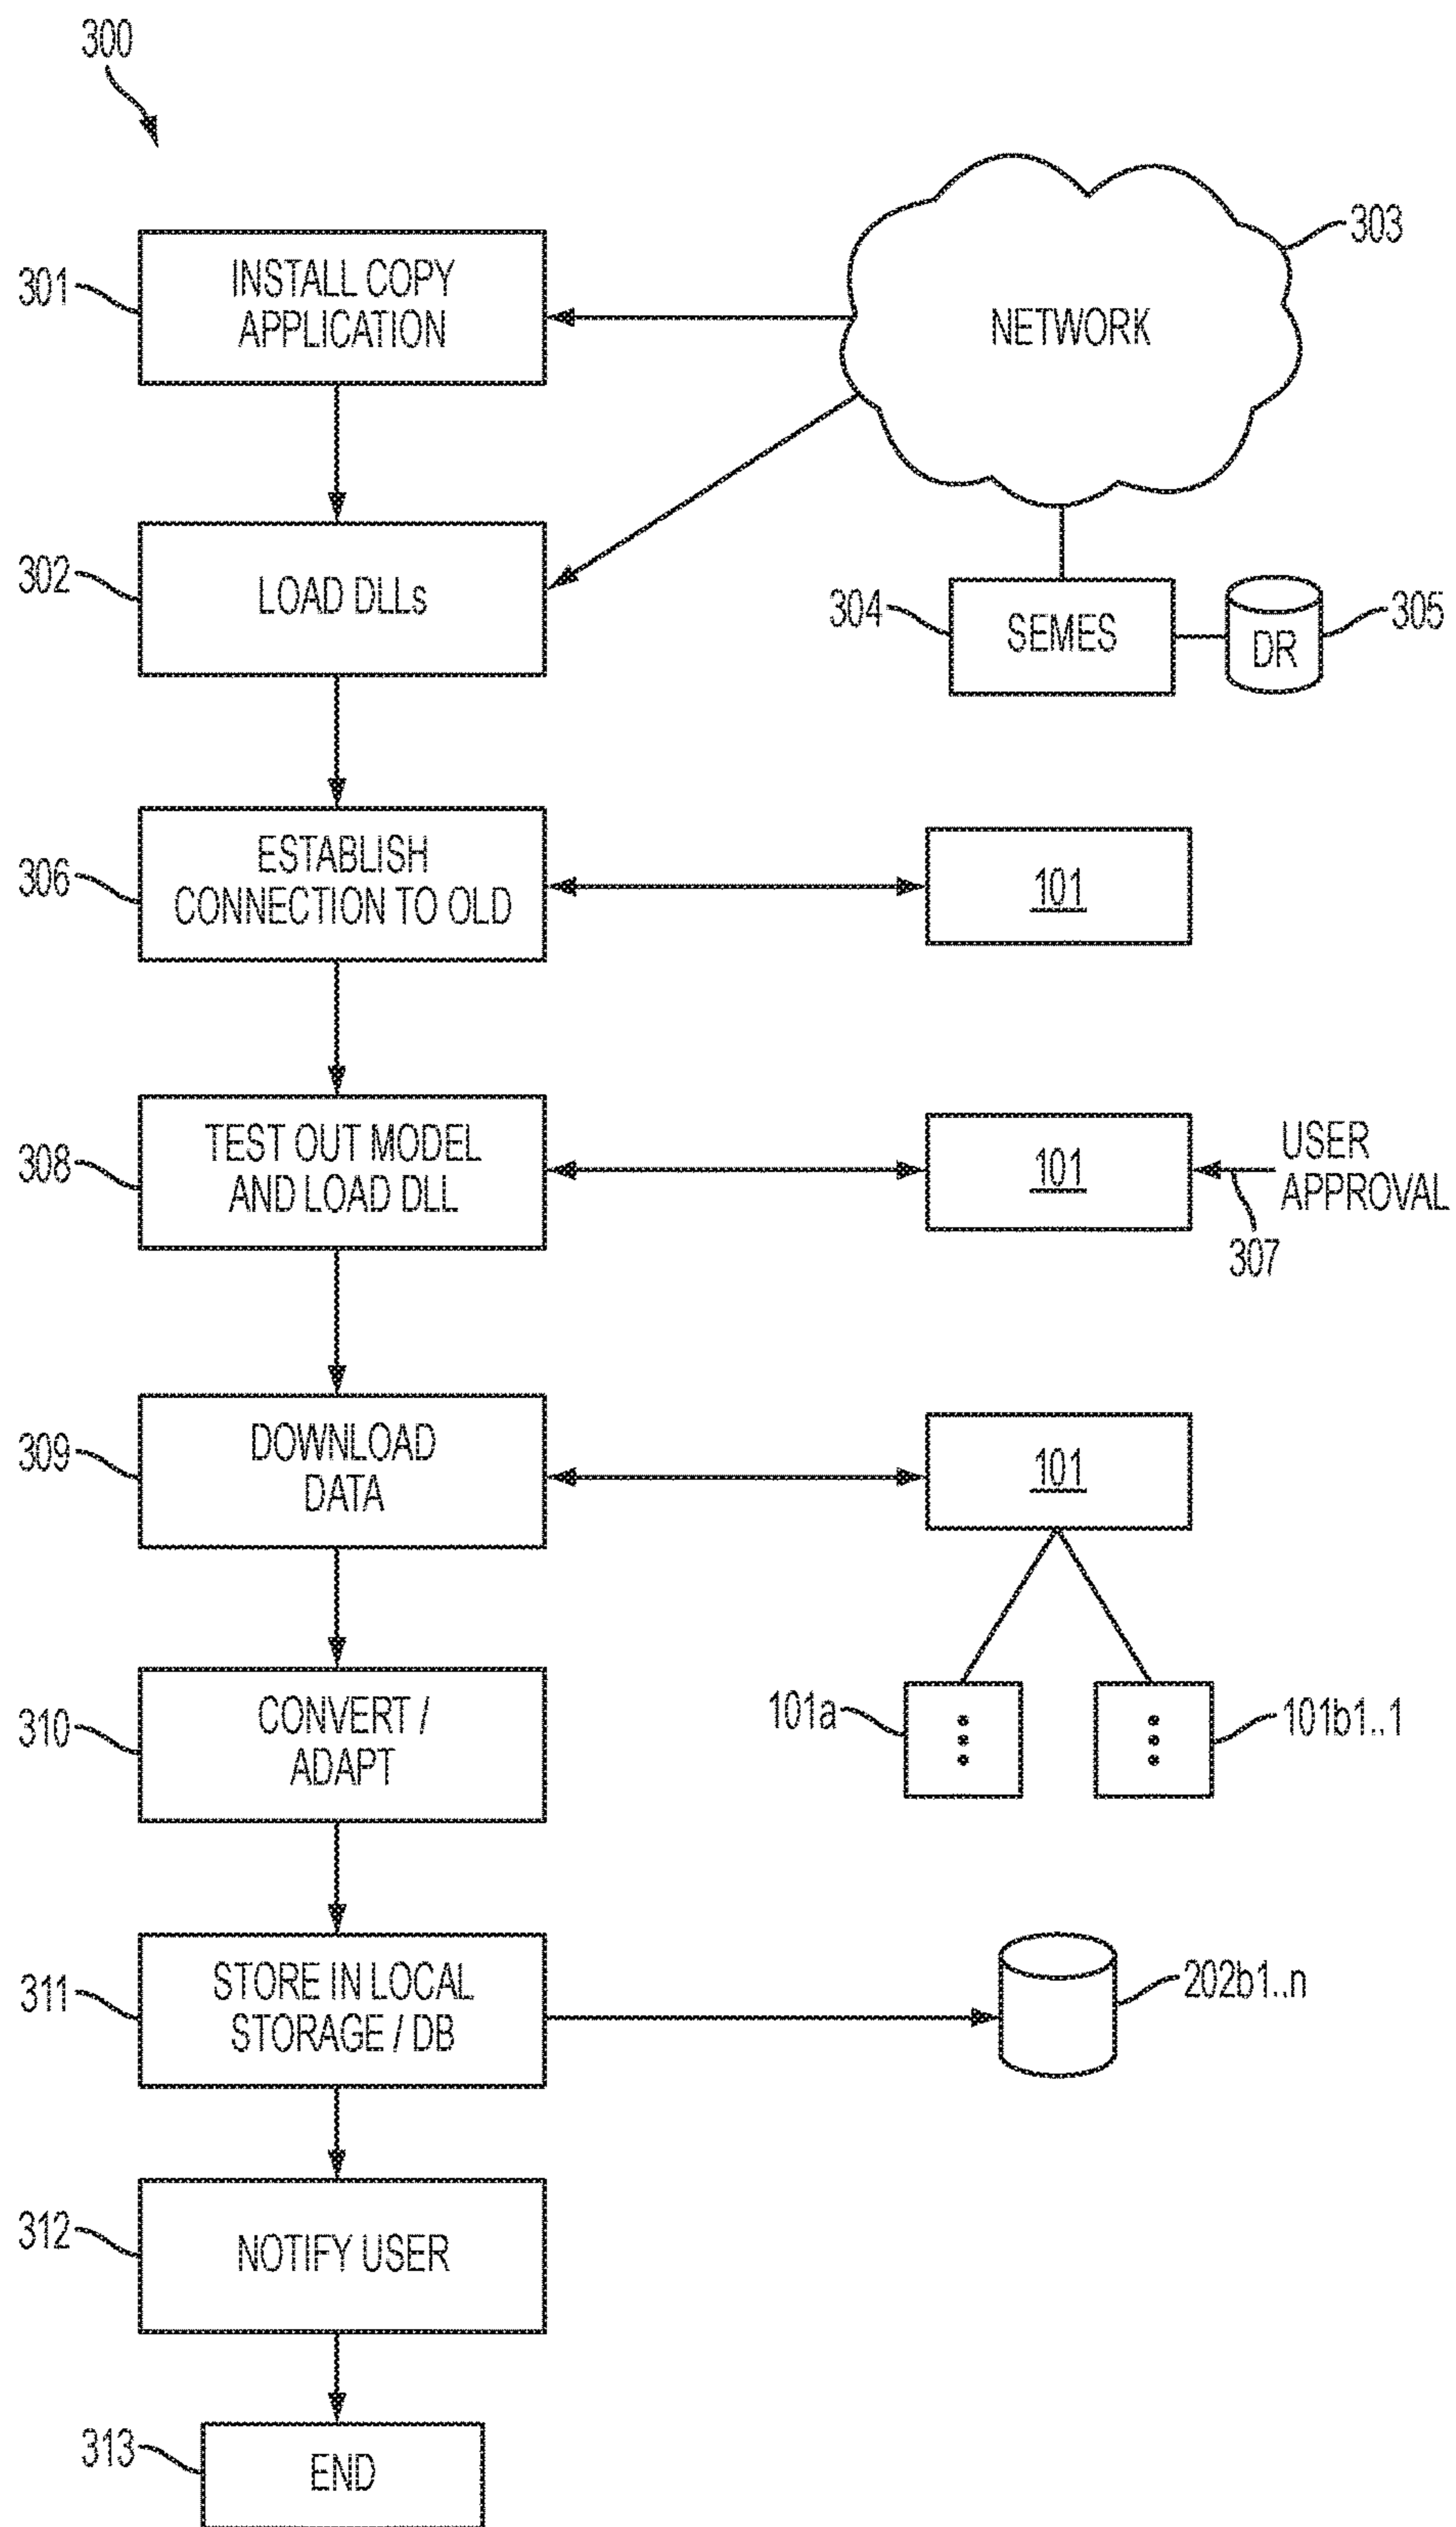 300
303
301
INSTALL COPY
APPLICATION
NETWORK
302
LOAD DLLs
304
SEMES
DR
305
306
ESTABLISH
CONNECTION TO OLD
101
308
TEST OUT MODEL
AND LOAD DLL
101
USER
APPROVAL
307
309
DOWNLOAD
DATA
101
310
CONVERT /
ADAPT
101a
101b1..1
311
STORE IN LOCAL
STORAGE / DB
202b1..n
312
NOTIFY USER
313
END